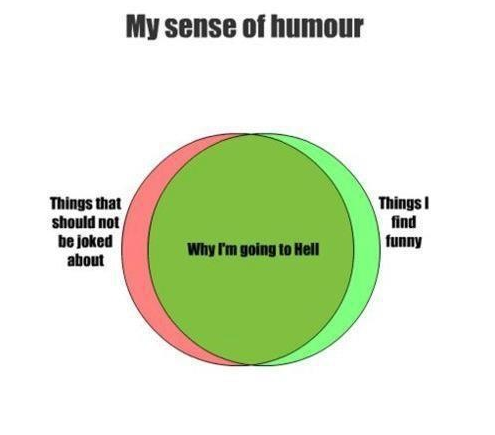 My sense of humour
Things that
should not
be joked
about
Why I'm going to Hell
Things I
find
funny